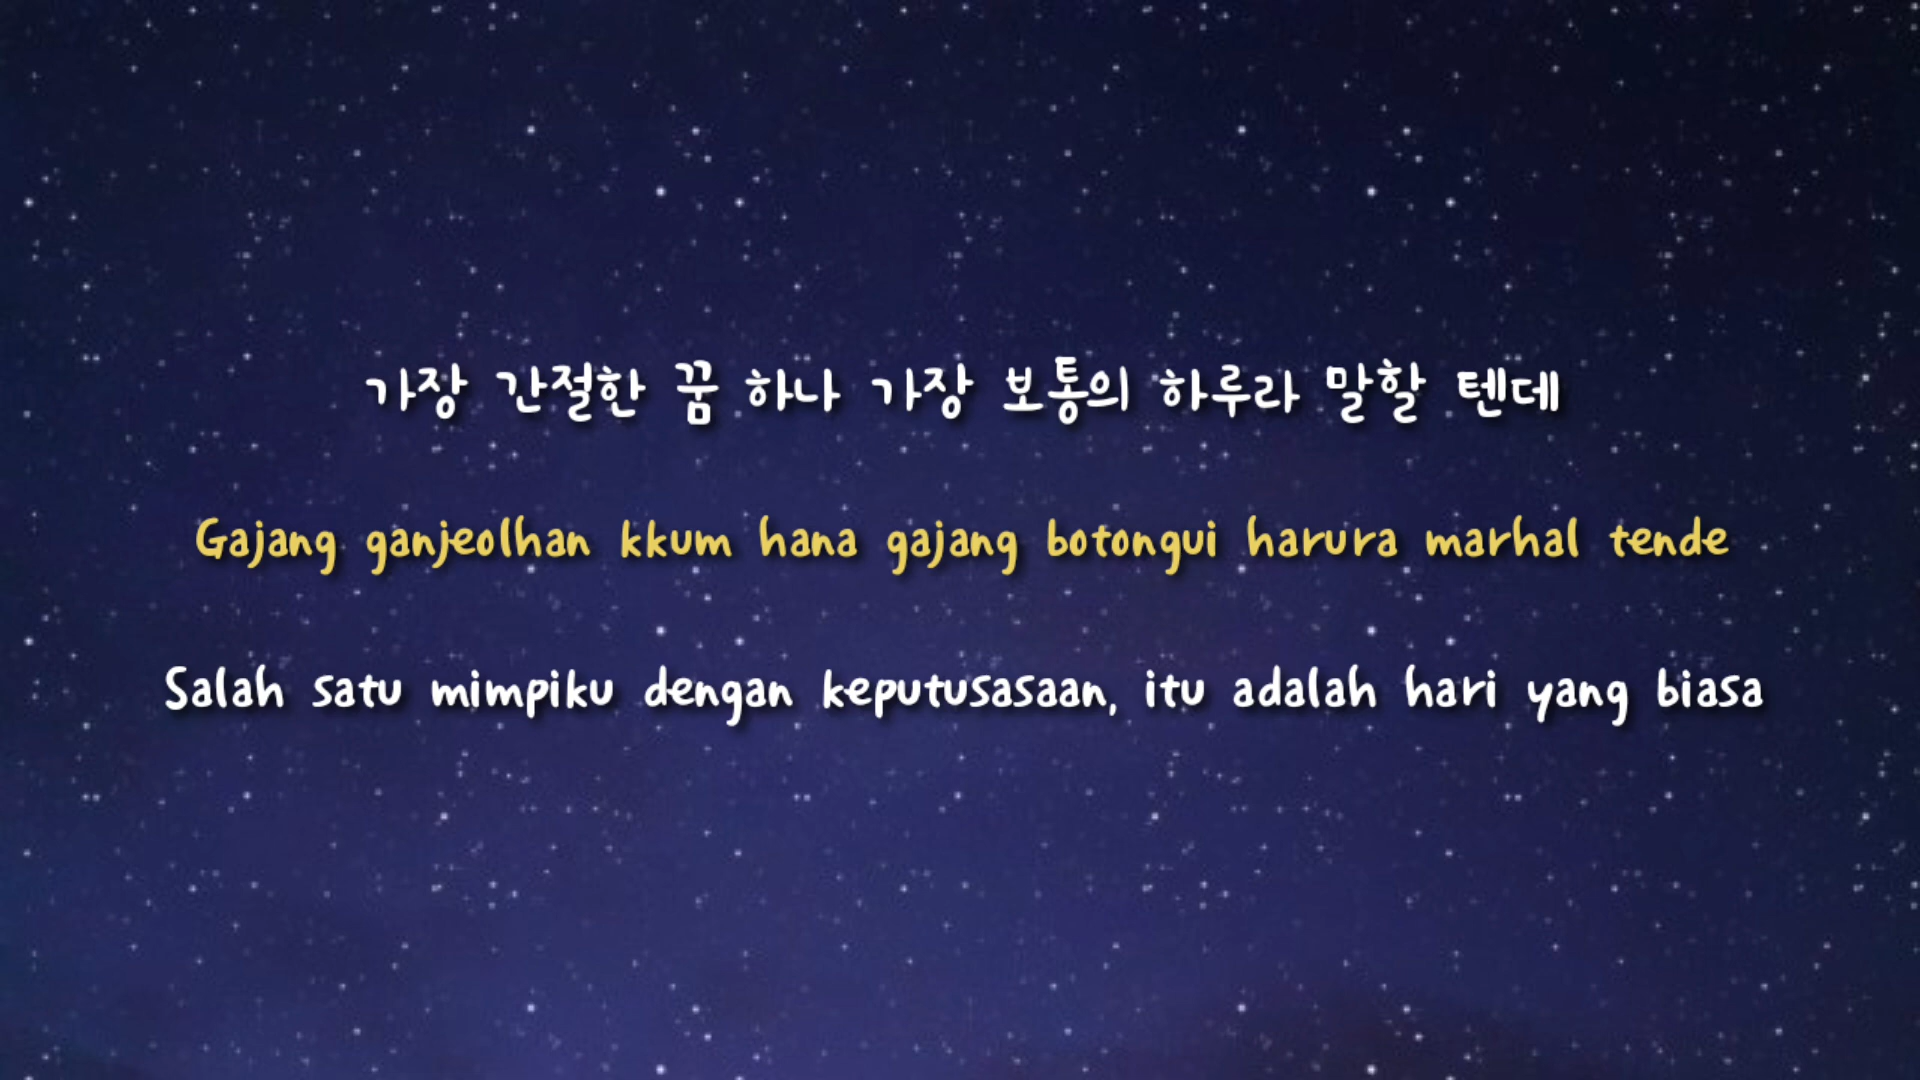 가장 간절한 꿈 하나 가장 보통의 하루라 말할 텐데
Gajang ganjeolhan kkum hana gajang botongui harura marhal tende
Salah satu mimpiku dengan keputusasaan, itu adalah hari yang biasa